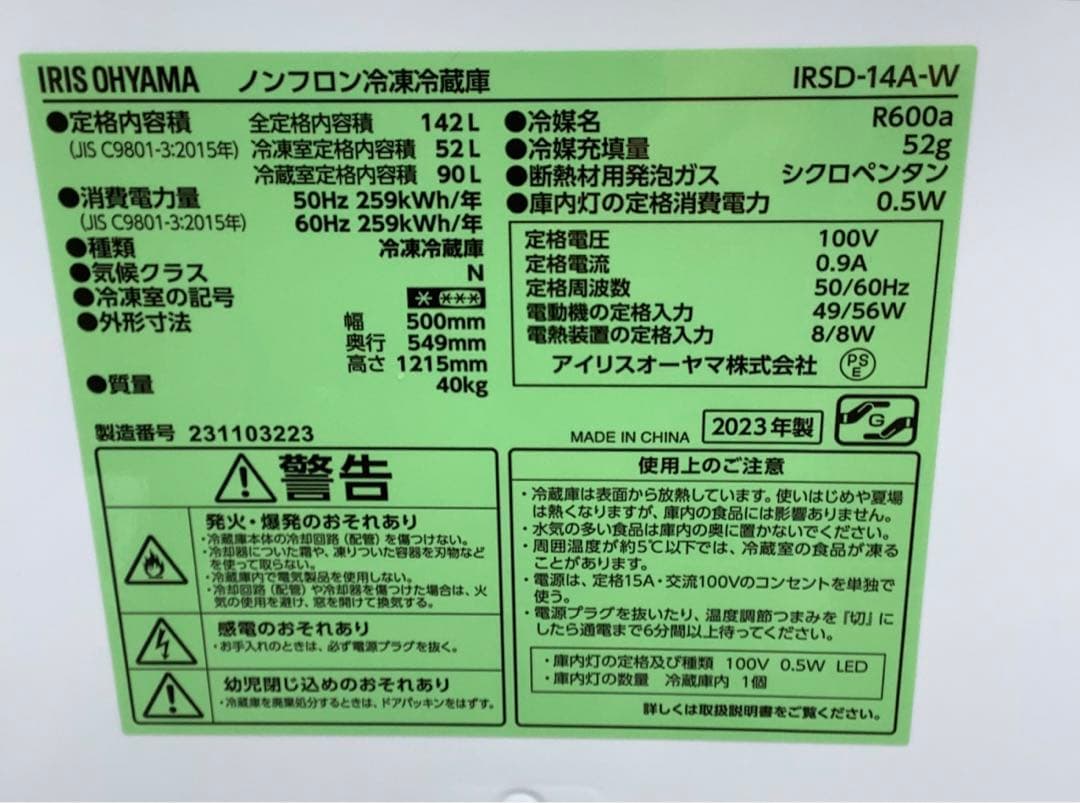 IRIS OHYAMA ノンフロン冷凍冷蔵庫 IRSD-14A-W
●定格内容積 全定格内容積 142L
(JIS C9801-3:2015年) 冷凍室定格内容積 52L
冷蔵室定格内容積 90L
●消費電力量 50Hz 259kWh/年
(JIS C9801-3:2015年) 60Hz 259kWh/年
●種類 冷凍冷蔵庫
●気候クラス N
●冷凍室の記号
●外形寸法 幅 500mm
奥行 549mm
高さ 1215mm
●質量 40kg
製造番号 231103223
●冷媒名 R600a
●冷媒充填量 52g
●断熱材用発泡ガス シクロペンタン
●庫内灯の定格消費電力 0.5W
定格電圧 100V
定格電流 0.9A
定格周波数 50/60Hz
電動機の定格入力 49/56W
電熱装置の定格入力 8/8W
アイリスオーヤマ株式会社 PS E
MADE IN CHINA 2023年製 G
警告
発火・爆発のおそれあり
・冷蔵庫本体の冷却回路(配管)を傷つけない。
・冷却器についた霜や、凍りついた容器を刃物など
を使って取らない。
・冷蔵庫内で電気製品を使用しない。
・冷却回路(配管)や冷却器を傷つけた場合は、火
気の使用を避け、窓を開けて換気する。
感電のおそれあり
・お手入れのときは、必ず電源プラグを抜く。
幼児閉じ込めのおそれあり
・冷蔵庫を廃棄処分するときは、ドアパッキンをはずす。
使用上のご注意
・冷蔵庫は表面から放熱しています。使いはじめや夏場
は熱くなりますが、庫内の食品には影響ありません。
・水気の多い食品は庫内の奥に置かないでください。
・周囲温度が約5℃以下では、冷蔵室の食品が凍る
ことがあります。
・電源は、定格15A・交流100Vのコンセントを単独で
使う。
・電源プラグを抜いたり、温度調節つまみを『切』に
したら通電まで6分間以上待ってください。
・庫内灯の定格及び種類 100V 0.5W LED
・庫内灯の数量 冷蔵庫内 1個
詳しくは取扱説明書をご覧ください。